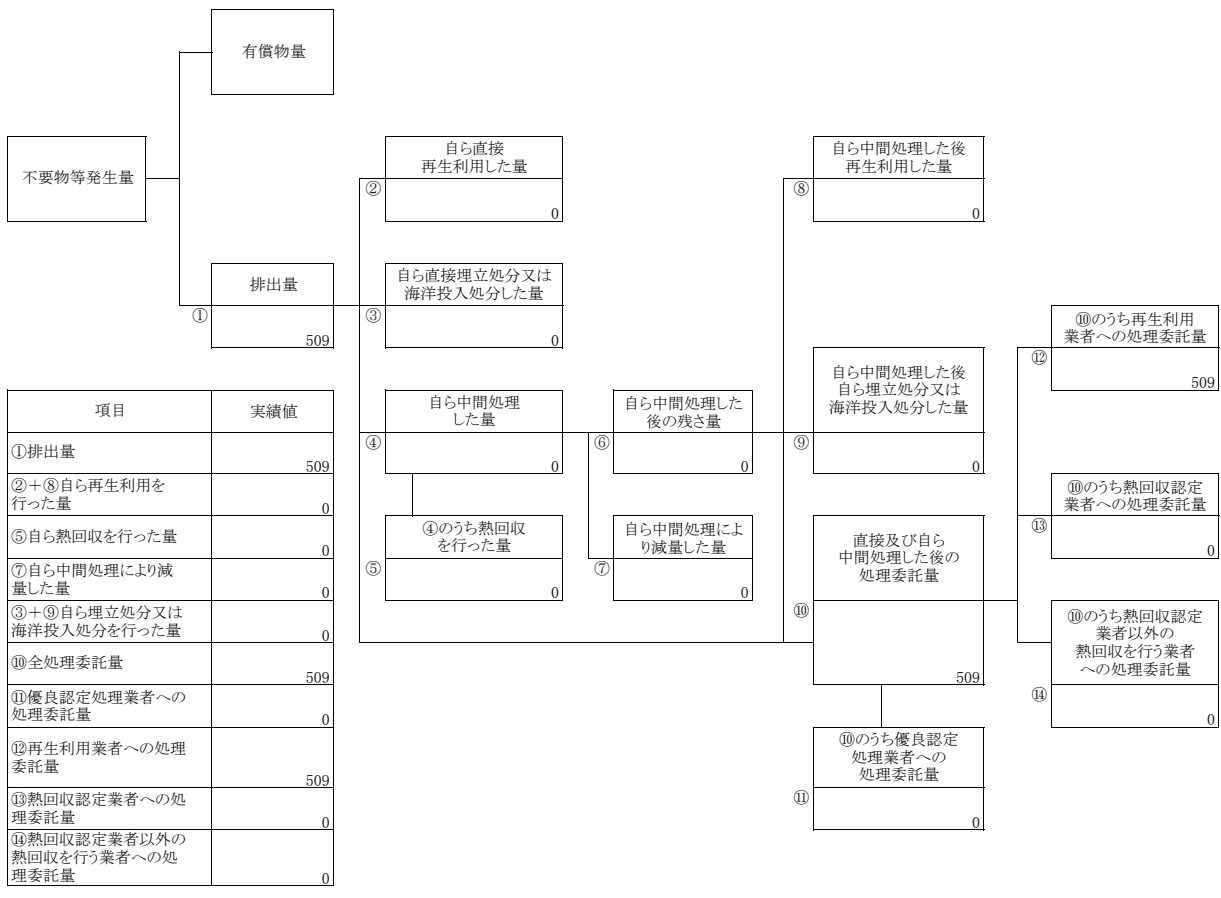 有償物量
不要物等発生量
排出量
①
509
自ら直接
再生利用した量
②
0
自ら直接埋立処分又は
海洋投入処分した量
③
0
自ら中間処理
した量
④
0
④のうち熱回収
を行った量
⑤
0
自ら中間処理した
後の残さ量
⑥
0
自ら中間処理によ
り減量した量
⑦
0
自ら中間処理した後
再生利用した量
⑧
0
自ら中間処理した後
自ら埋立処分又は
海洋投入処分した量
⑨
0
直接及び自ら
中間処理した後の
処理委託量
⑩
509
⑩のうち優良認定
処理業者への
処理委託量
⑪
0
⑩のうち再生利用
業者への処理委託量
⑫
509
⑩のうち熱回収認定
業者への処理委託量
⑬
0
⑩のうち熱回収認定
業者以外の
熱回収を行う業者
への処理委託量
⑭
0
項目 実績値
①排出量
509
②＋⑧自ら再生利用を
行った量
0
⑤自ら熱回収を行った量
0
⑦自ら中間処理により減
量した量
0
③＋⑨自ら埋立処分又は
海洋投入処分を行った量
0
⑩全処理委託量
509
⑪優良認定処理業者への
処理委託量
0
⑫再生利用業者への処理
委託量
509
⑬熱回収認定業者への処
理委託量
0
⑭熱回収認定業者以外の
熱回収を行う業者への処
理委託量
0